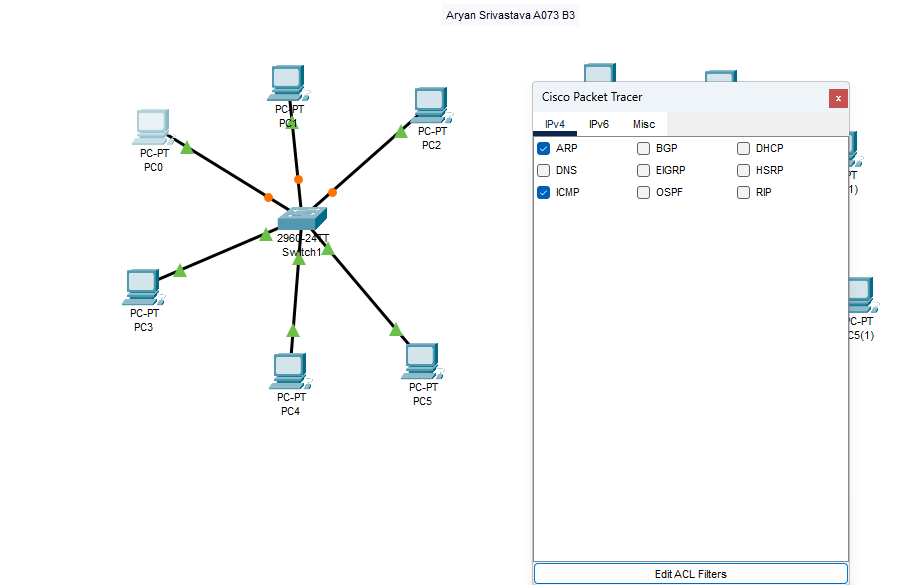 Aryan Srivastava A073 B3
PC-PT
PC1
PC-PT
PC2
PC-PT
PC0
2960-24TT
Switch1
PC-PT
PC3
PC-PT
PC4
PC-PT
PC5
Cisco Packet Tracer
x
IPv4 IPv6 Misc
ARP BGP DHCP
DNS EIGRP HSRP
ICMP OSPF RIP
Edit ACL Filters
PT
1)
C-PT
C5(1)